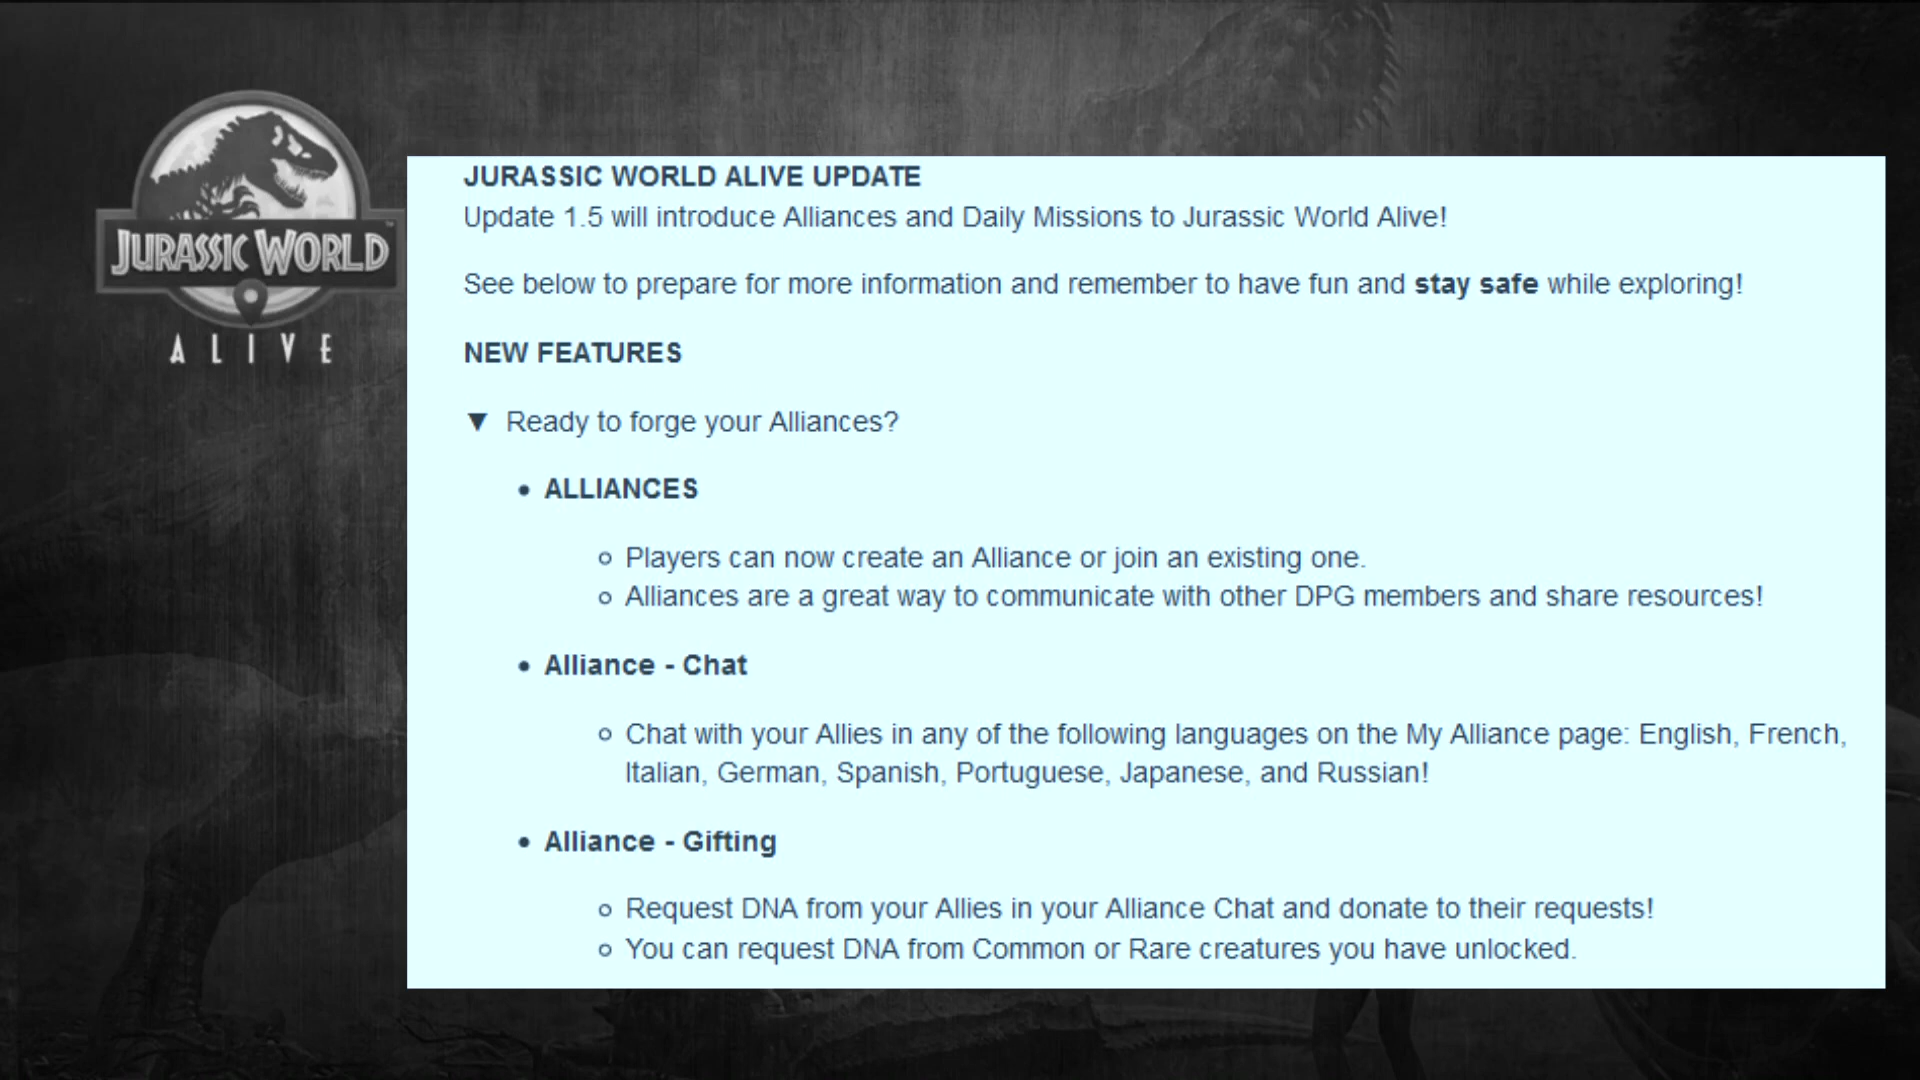 JURASSIC WORLD
™
ALIVE
JURASSIC WORLD ALIVE UPDATE
Update 1.5 will introduce Alliances and Daily Missions to Jurassic World Alive!
See below to prepare for more information and remember to have fun and stay safe while exploring!
NEW FEATURES
▼ Ready to forge your Alliances?
• ALLIANCES
○ Players can now create an Alliance or join an existing one.
○ Alliances are a great way to communicate with other DPG members and share resources!
• Alliance - Chat
○ Chat with your Allies in any of the following languages on the My Alliance page: English, French,
Italian, German, Spanish, Portuguese, Japanese, and Russian!
• Alliance - Gifting
○ Request DNA from your Allies in your Alliance Chat and donate to their requests!
○ You can request DNA from Common or Rare creatures you have unlocked.